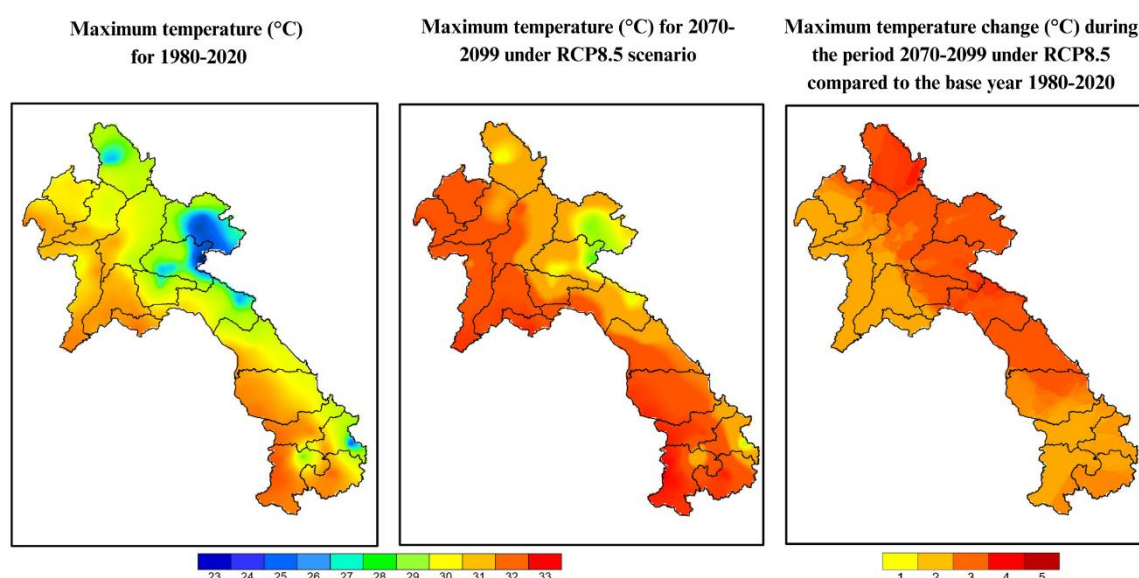 Maximum temperature (°C)
for 1980-2020
Maximum temperature (°C) for 2070-
2099 under RCP8.5 scenario
Maximum temperature change (°C) during
the period 2070-2099 under RCP8.5
compared to the base year 1980-2020
23 24 25 26 27 28 29 30 31 32 33
1 2 3 4 5